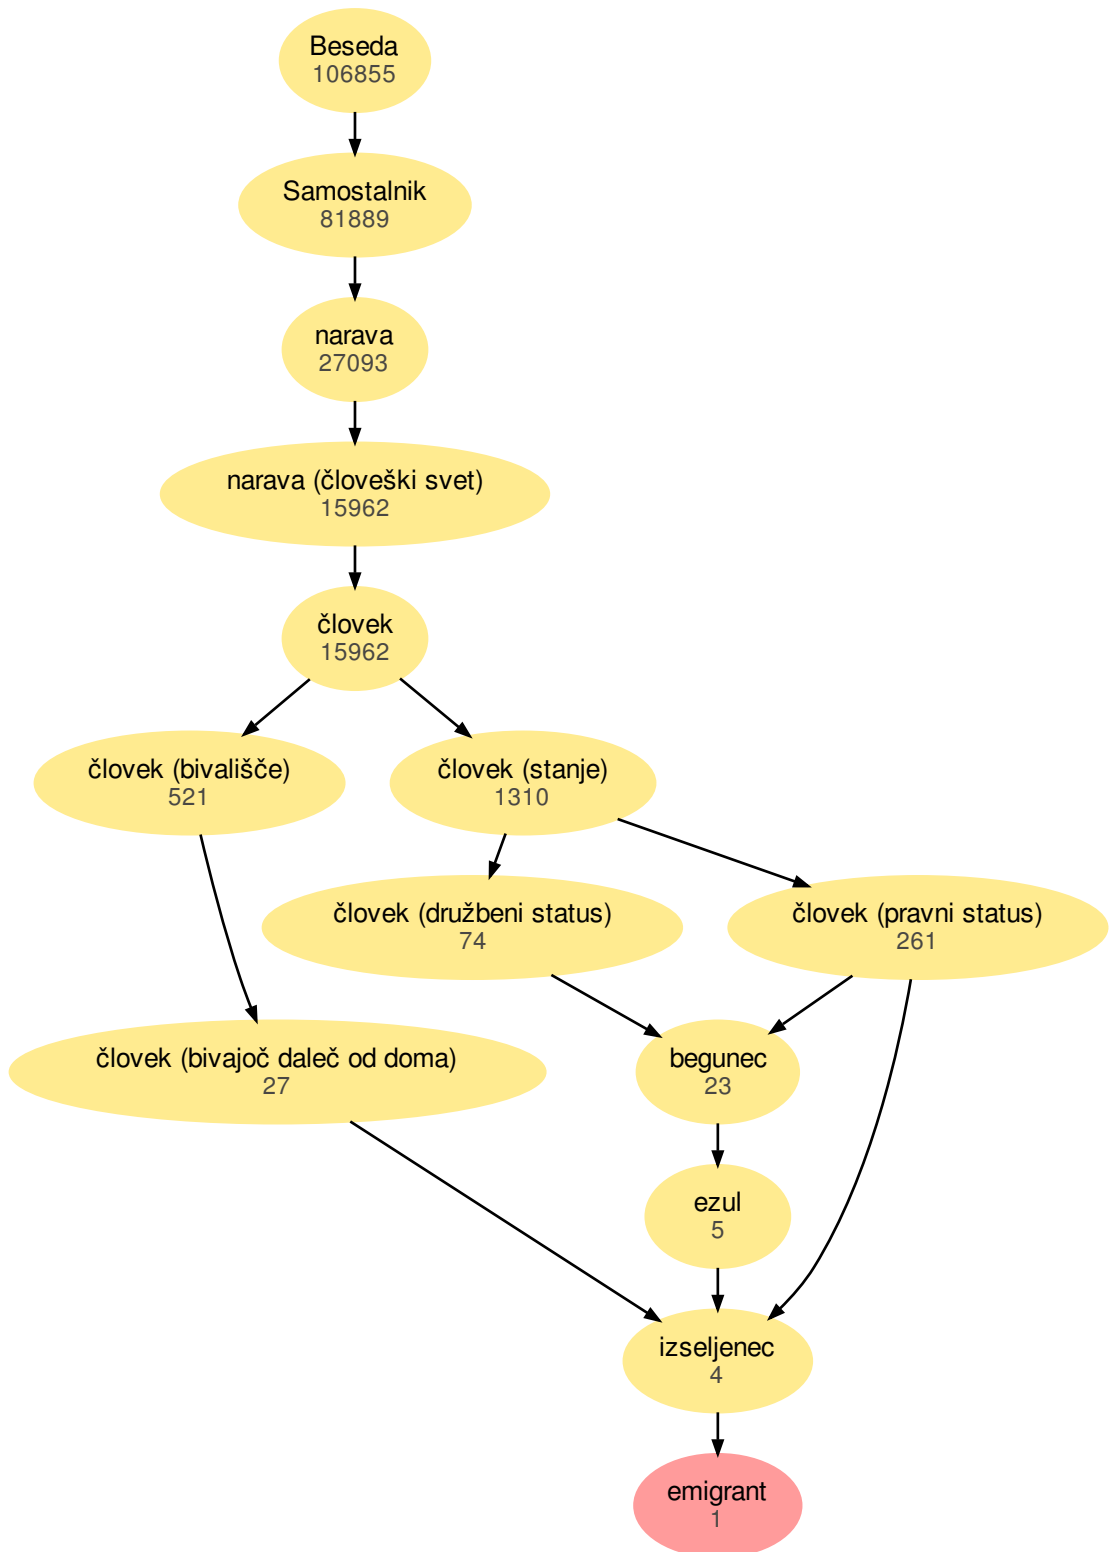 Beseda
106855
Samostalnik
81889
narava
27093
narava (človeški svet)
15962
človek
15962
človek (bivališče)
521
človek (stanje)
1310
človek (družbeni status)
74
človek (pravni status)
261
človek (bivajoč daleč od doma)
27
begunec
23
ezul
5
izseljenec
4
emigrant
1